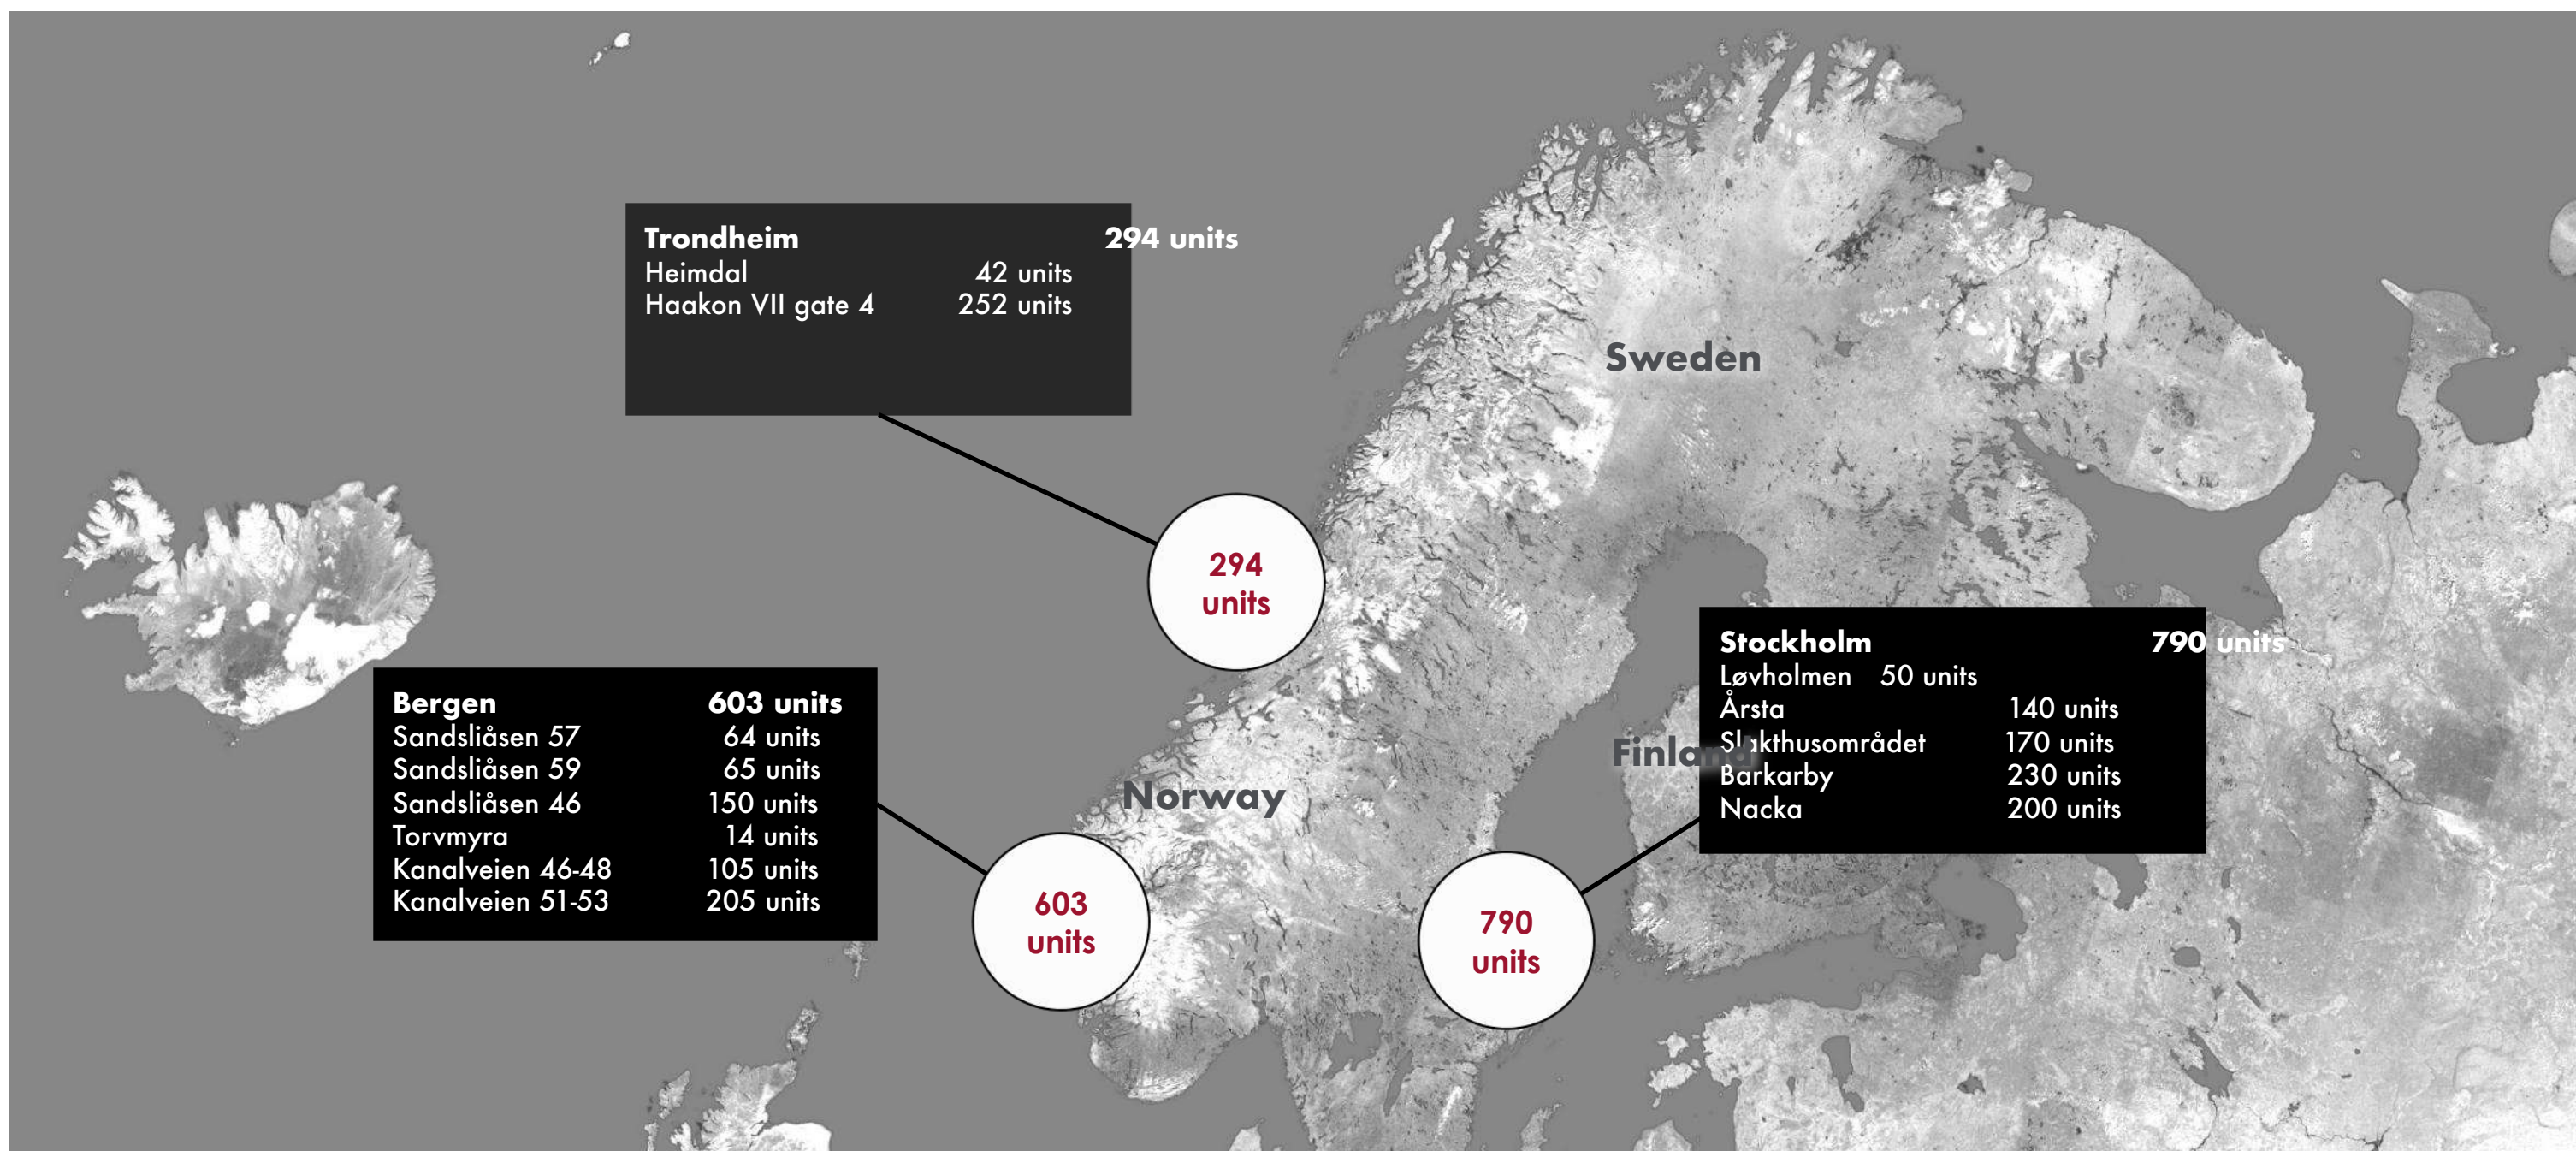 Trondheim 294 units
Heimdal 42 units
Haakon VII gate 4 252 units
Sweden
294
units
Stockholm 790 units
Løvholmen 50 units
Årsta 140 units
Slakthusområdet 170 units
Barkarby 230 units
Nacka 200 units
Finland
Bergen 603 units
Sandsliåsen 57 64 units
Sandsliåsen 59 65 units
Sandsliåsen 46 150 units
Torvmyra 14 units
Kanalveien 46-48 105 units
Kanalveien 51-53 205 units
Norway
603
units
790
units